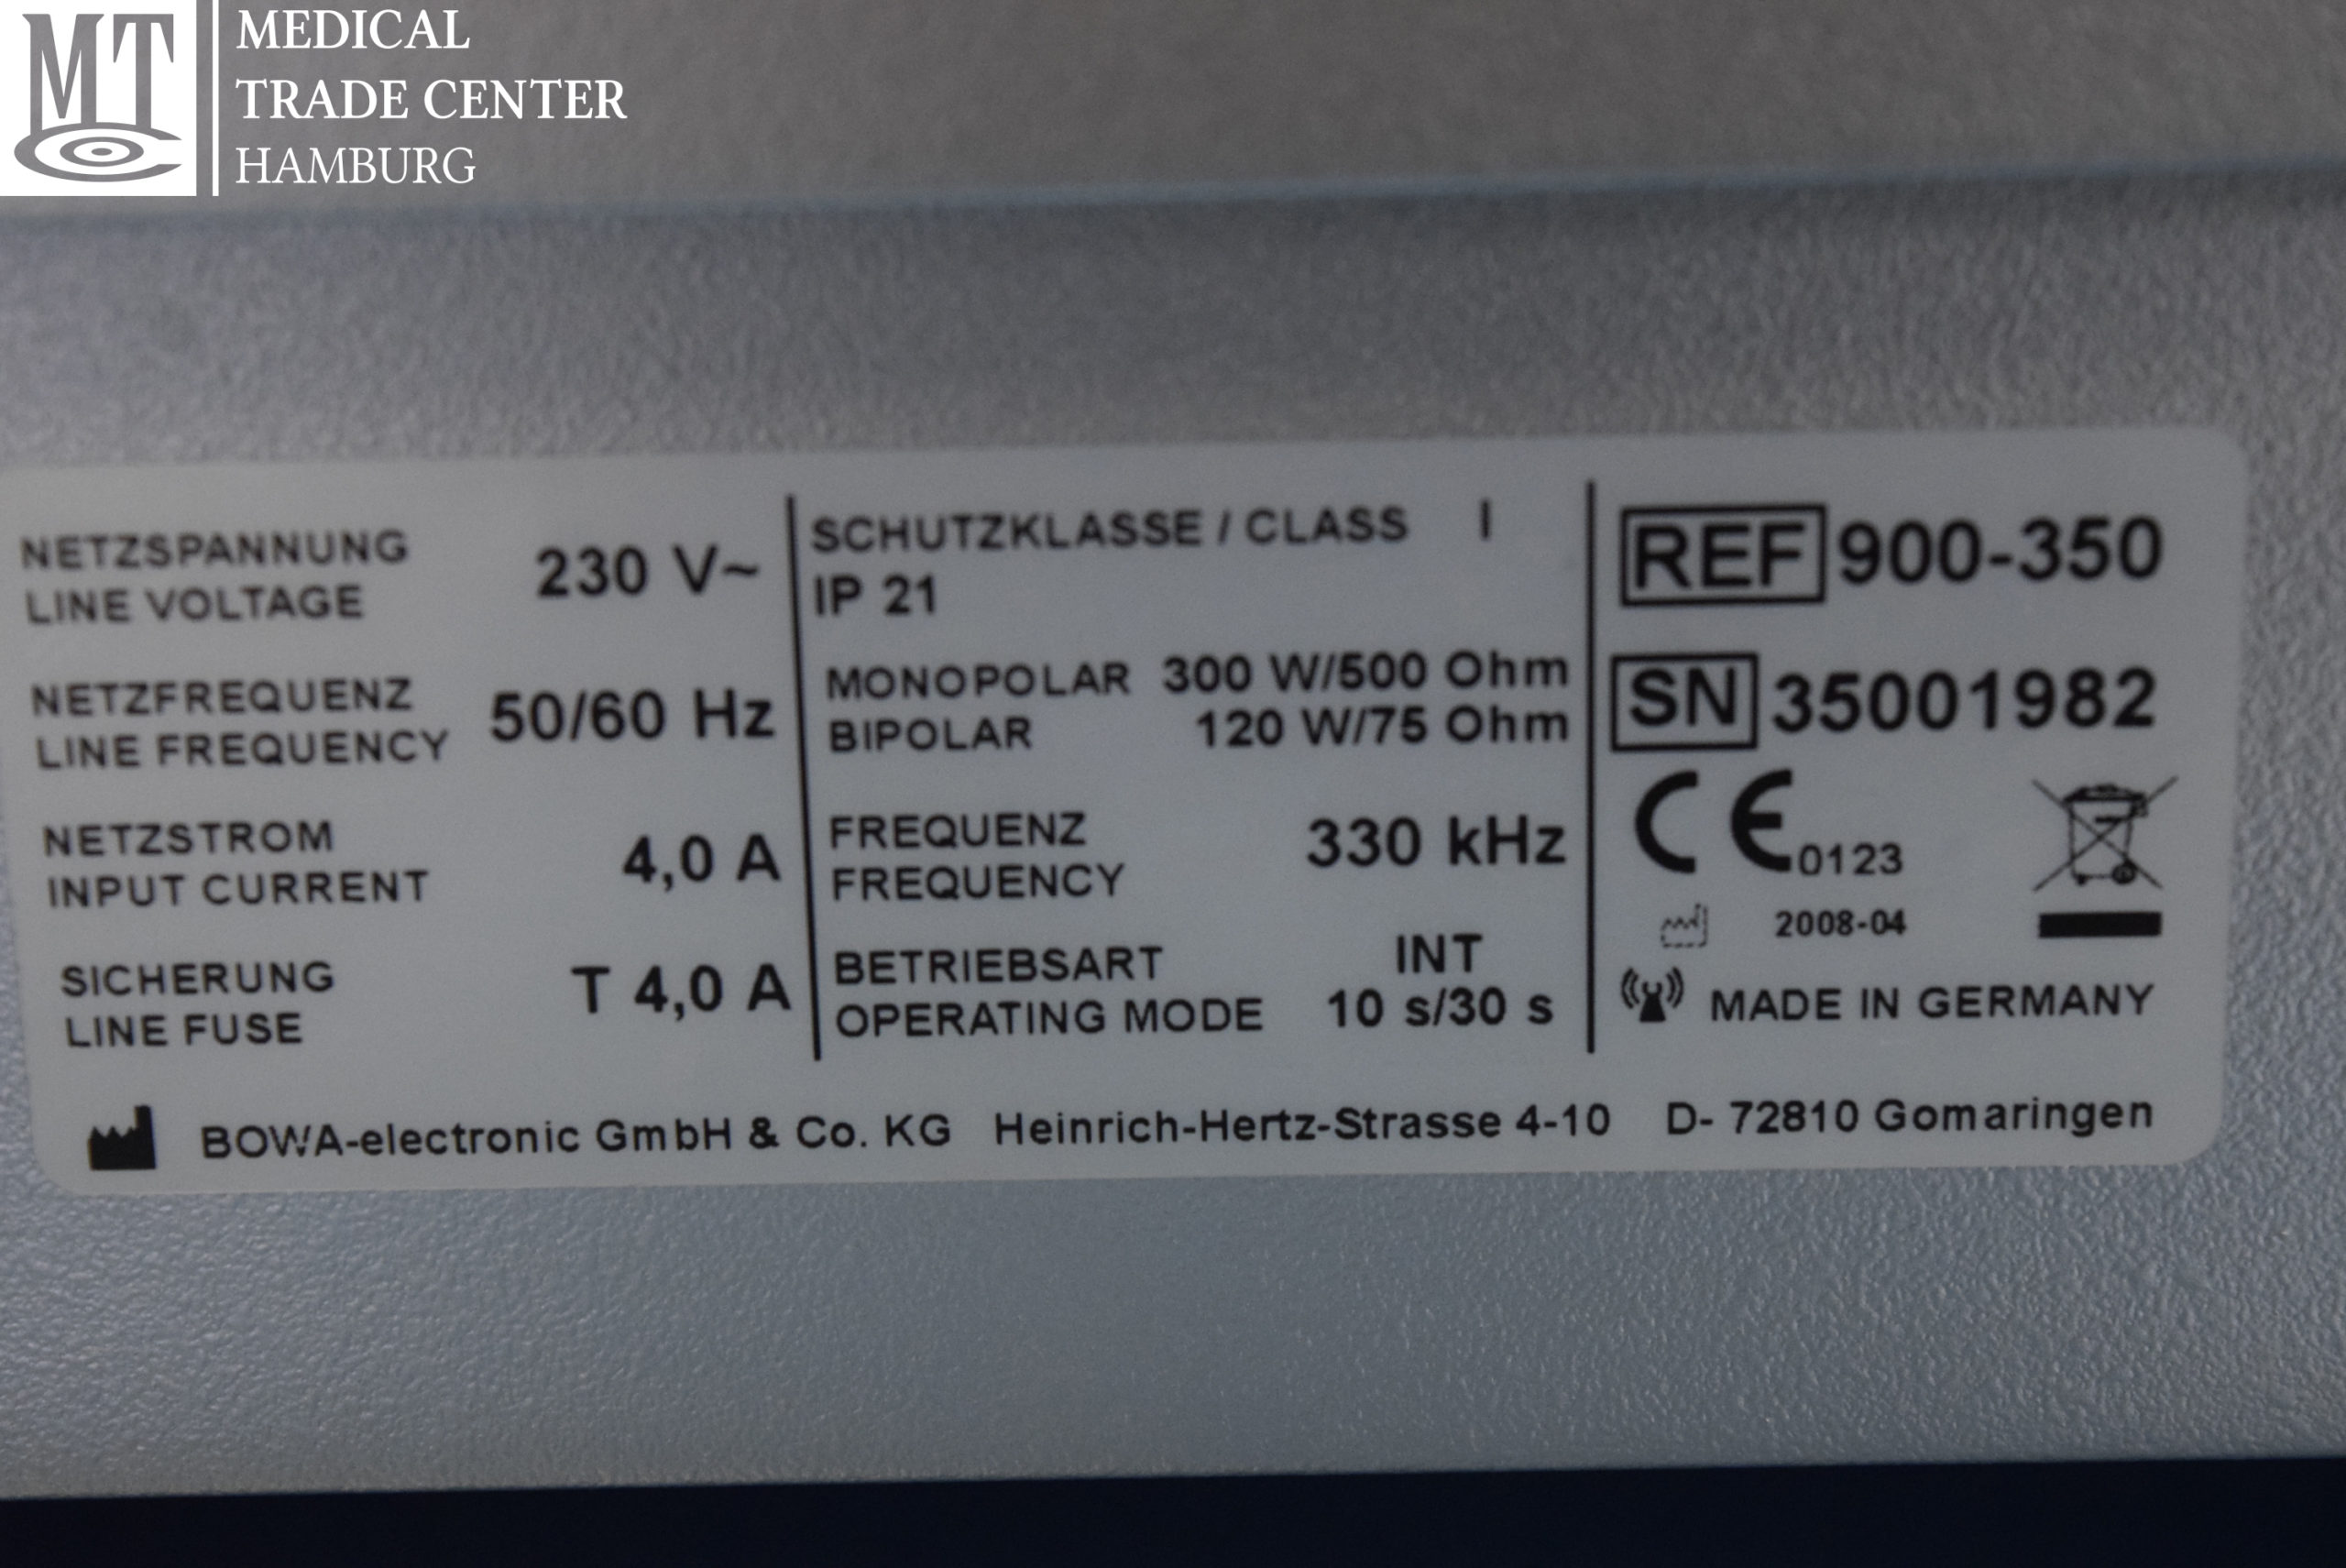 MTC
MEDICAL
TRADE CENTER
HAMBURG
NETZSPANNUNG
LINE VOLTAGE
230 V~
NETZFREQUENZ
LINE FREQUENCY
50/60 Hz
NETZSTROM
INPUT CURRENT
4,0 A
SICHERUNG
LINE FUSE
T 4,0 A
SCHUTZKLASSE / CLASS I
IP 21
MONOPOLAR 300 W/500 Ohm
BIPOLAR 120 W/75 Ohm
FREQUENZ
FREQUENCY
330 kHz
BETRIEBSART
OPERATING MODE
INT
10 s/30 s
REF 900-350
SN 35001982
CE 0123
2008-04
MADE IN GERMANY
BOWA-electronic GmbH & Co. KG Heinrich-Hertz-Strasse 4-10 D- 72810 Gomaringen